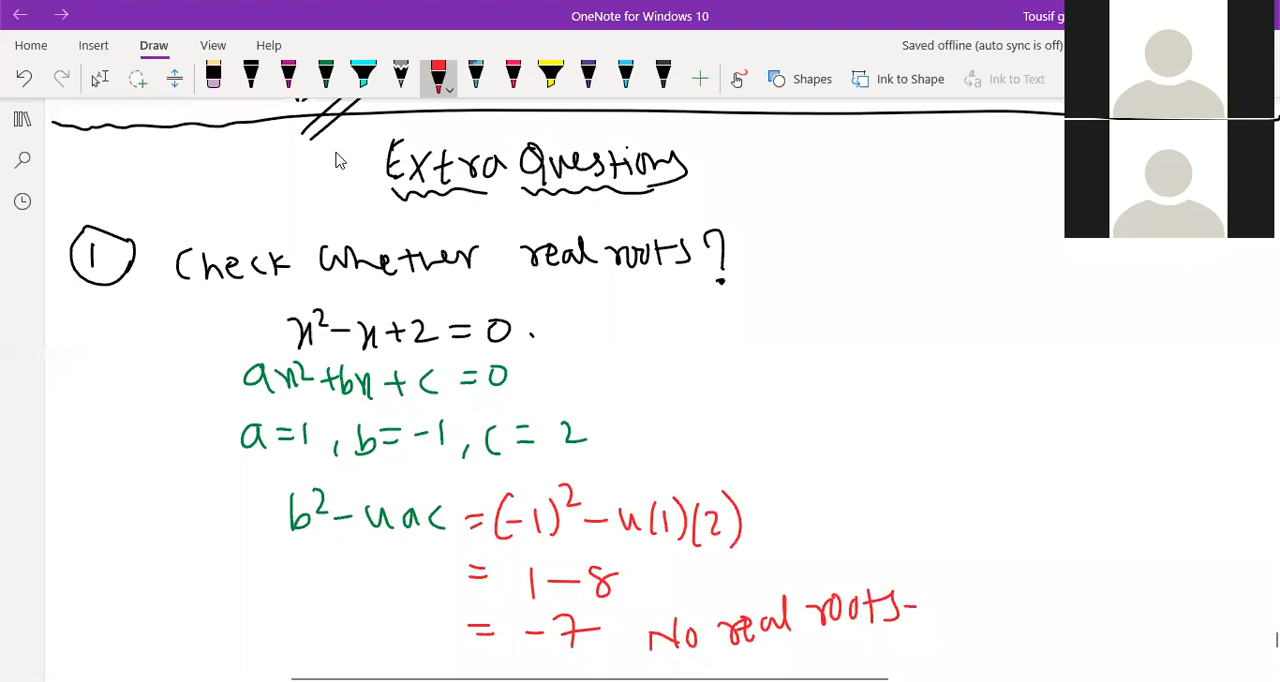 OneNote for Windows 10
Tousif g
Home Insert Draw View Help
Saved offline (auto sync is off)
Shapes Ink to Shape Ink to Text
Extra Questions
① Check whether real roots?
x² - x + 2 = 0 .
ax² + bx + c = 0
a = 1 , b = -1 , c = 2
b² - 4ac = (-1)² - 4(1)(2)
= 1 - 8
= -7 No real roots-